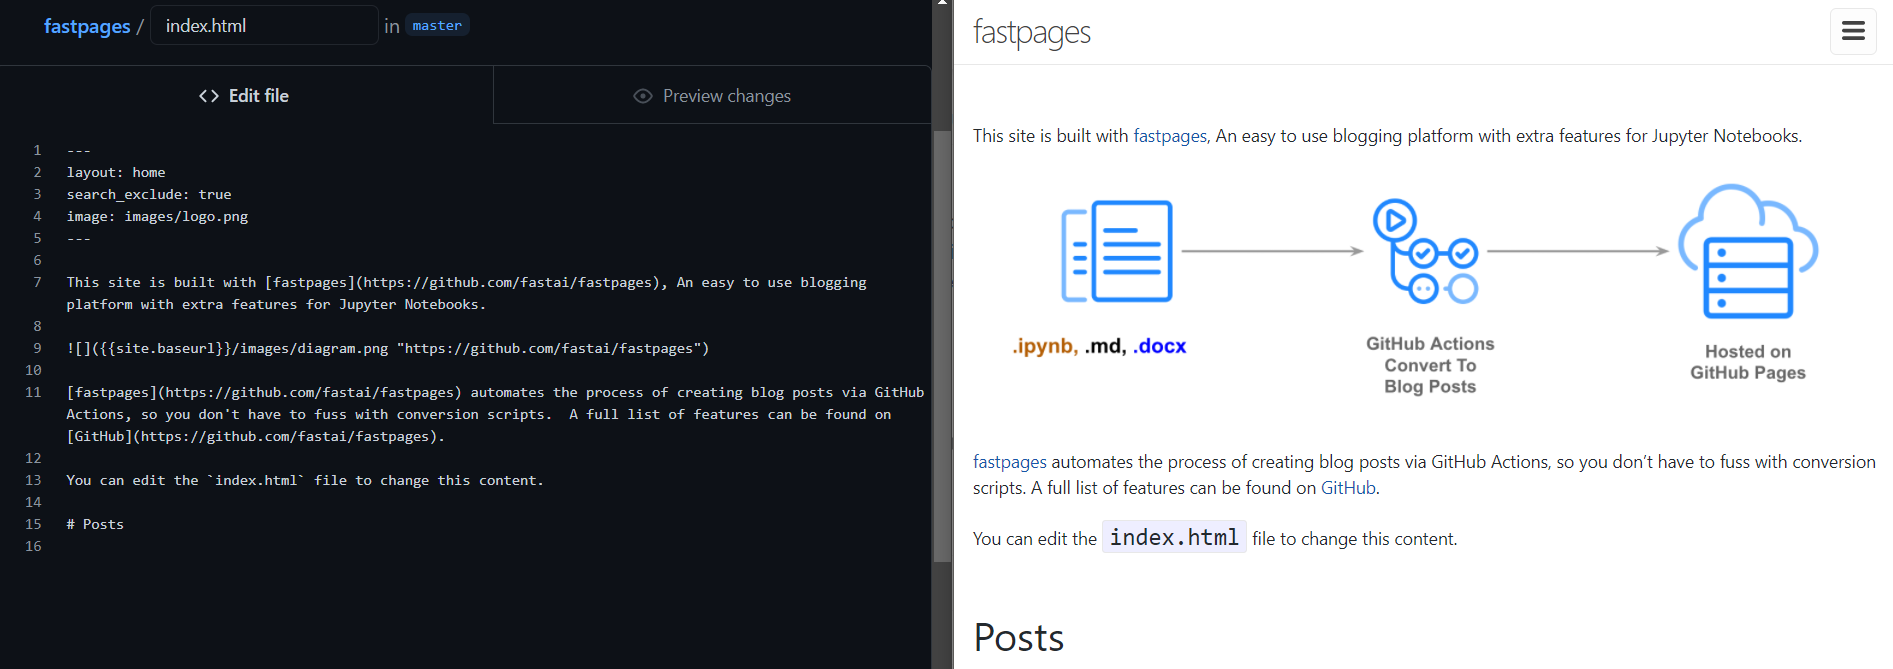 fastpages / index.html in master
Edit file
Preview changes
1 ---
2 layout: home
3 search_exclude: true
4 image: images/logo.png
5 ---
6
7 This site is built with [fastpages](https://github.com/fastai/fastpages), An easy to use blogging
platform with extra features for Jupyter Notebooks.
8
9 ![]({{site.baseurl}}/images/diagram.png "https://github.com/fastai/fastpages")
10
11 [fastpages](https://github.com/fastai/fastpages) automates the process of creating blog posts via GitHub
Actions, so you don't have to fuss with conversion scripts.  A full list of features can be found on
[GitHub](https://github.com/fastai/fastpages).
12
13 You can edit the `index.html` file to change this content.
14
15 # Posts
16
fastpages
This site is built with fastpages, An easy to use blogging platform with extra features for Jupyter Notebooks.
.ipynb, .md, .docx
GitHub Actions
Convert To
Blog Posts
Hosted on
GitHub Pages
fastpages automates the process of creating blog posts via GitHub Actions, so you don’t have to fuss with conversion
scripts. A full list of features can be found on GitHub.
You can edit the index.html file to change this content.
Posts